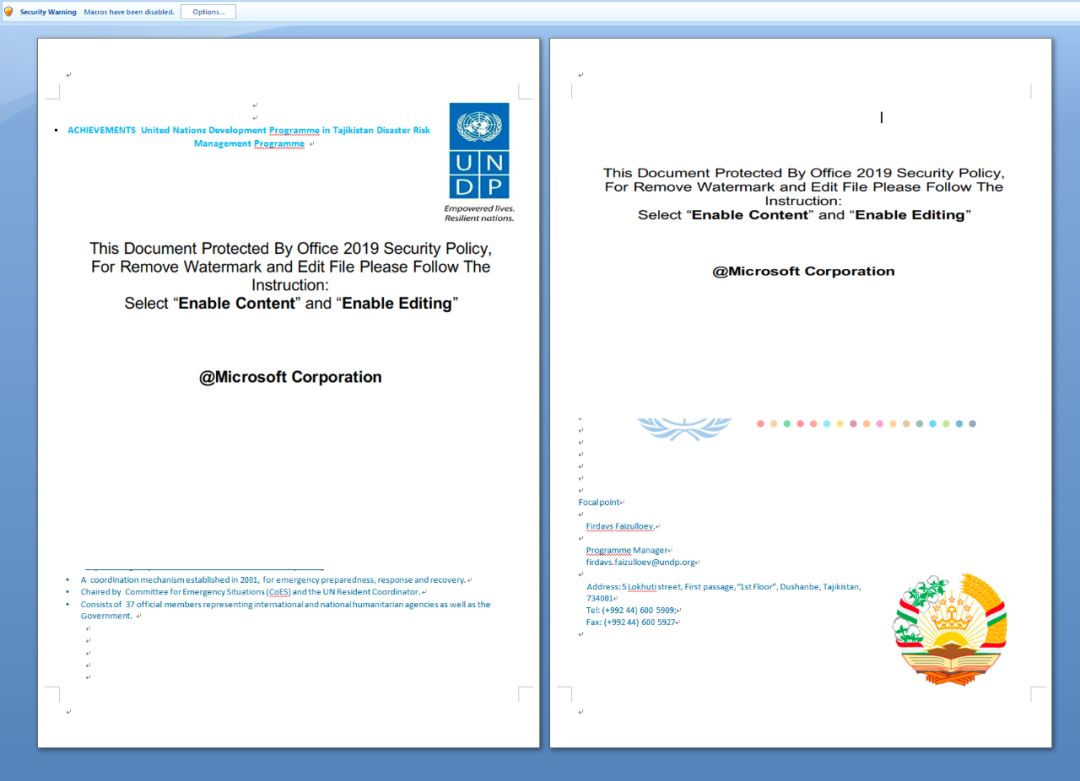 Security Warning Macros have been disabled. Options...
ACHIEVEMENTS United Nations Development Programme in Tajikistan Disaster Risk
Management Programme
U N
D P
Empowered lives.
Resilient nations.
This Document Protected By Office 2019 Security Policy,
For Remove Watermark and Edit File Please Follow The
Instruction:
Select “Enable Content” and “Enable Editing”
@Microsoft Corporation
• A coordination mechanism established in 2001, for emergency preparedness, response and recovery.
• Chaired by Committee for Emergency Situations (CoES) and the UN Resident Coordinator.
• Consists of 37 official members representing international and national humanitarian agencies as well as the
Government.
This Document Protected By Office 2019 Security Policy,
For Remove Watermark and Edit File Please Follow The
Instruction:
Select “Enable Content” and “Enable Editing”
@Microsoft Corporation
Focal point
Firdavs Faizulloev,
Programme Manager
firdavs.faizulloev@undp.org
Address: 5 Lokhuti street, First passage, “1st Floor”, Dushanbe, Tajikistan,
734001
Tel: (+992 44) 600 5909;
Fax: (+992 44) 600 5927